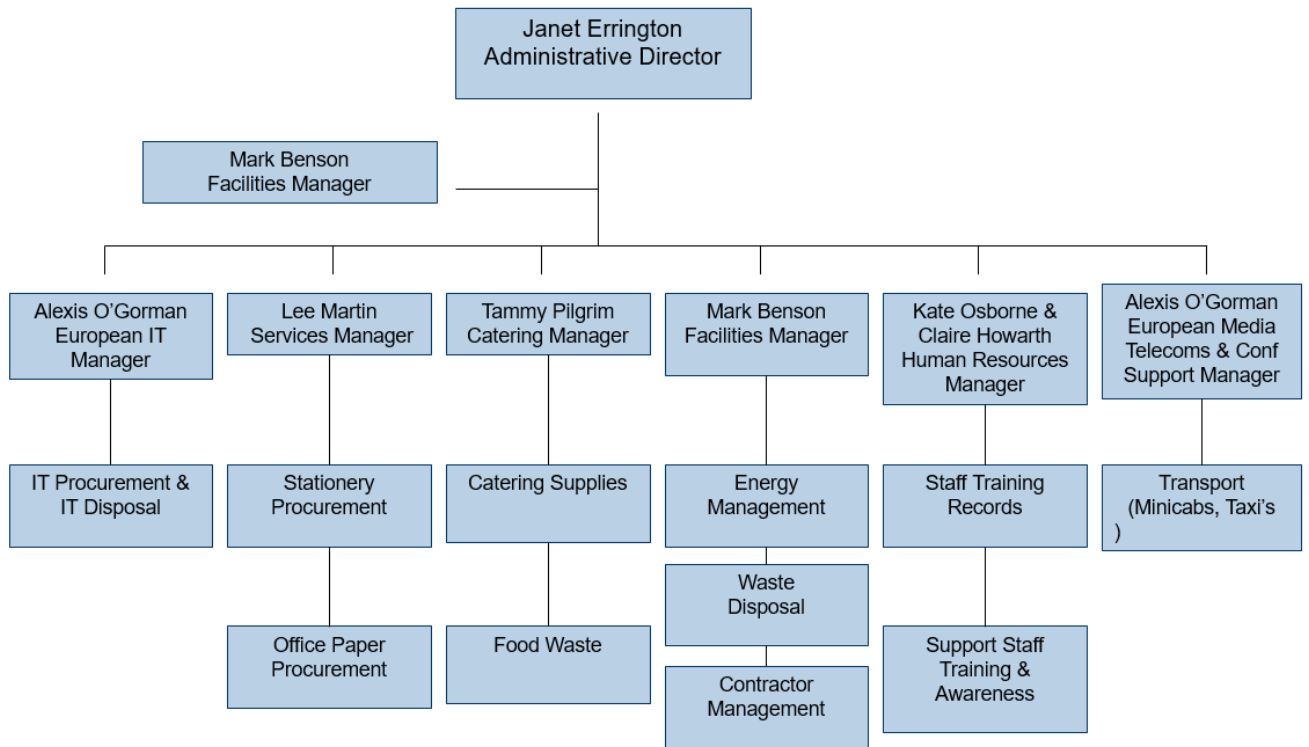 Janet Errington
Administrative Director
Mark Benson
Facilities Manager
Alexis O’Gorman
European IT
Manager
Lee Martin
Services Manager
Tammy Pilgrim
Catering Manager
Mark Benson
Facilities Manager
Kate Osborne &
Claire Howarth
Human Resources
Manager
Alexis O’Gorman
European Media
Telecoms & Conf
Support Manager
IT Procurement &
IT Disposal
Stationery
Procurement
Catering Supplies
Energy
Management
Staff Training
Records
Transport
(Minicabs, Taxi’s
)
Waste
Disposal
Office Paper
Procurement
Food Waste
Contractor
Management
Support Staff
Training &
Awareness